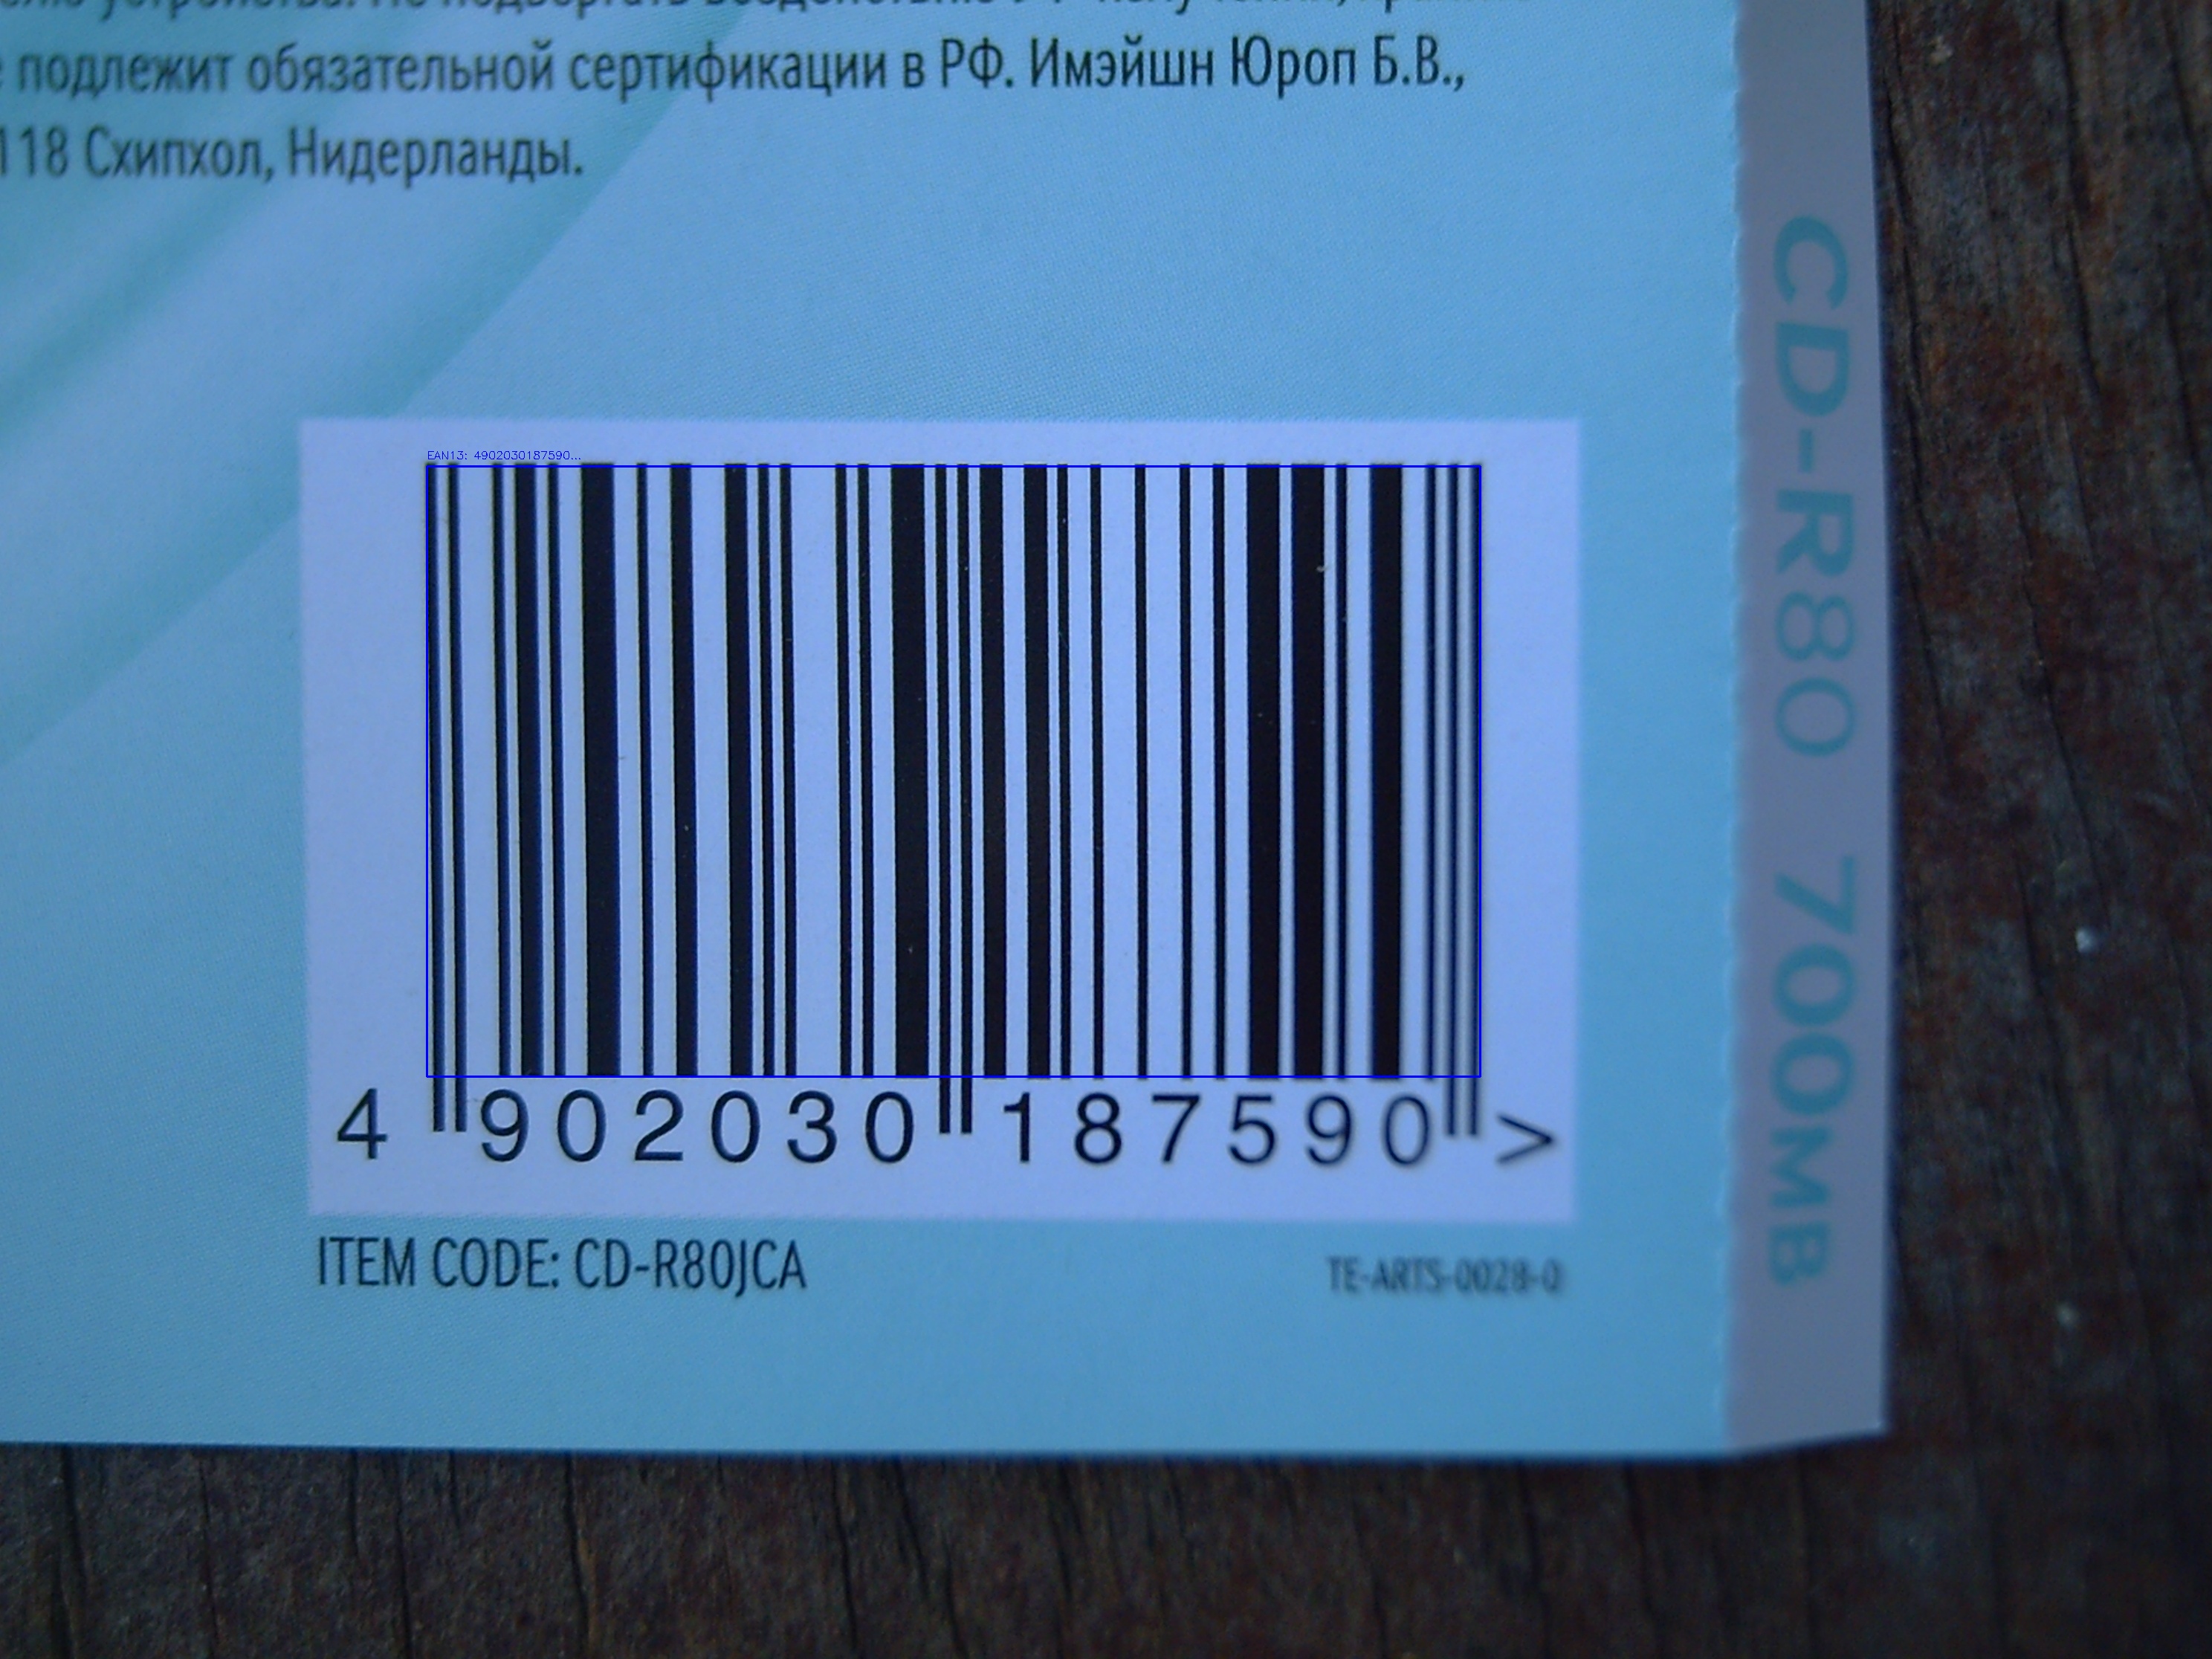 подлежит обязательной сертификации в РФ. Имэйшн Юроп Б.В.,
118 Схипхол, Нидерланды.
EAN13: 4902030187590...
4 902030 187590 >
ITEM CODE: CD-R80JCA
TE-ARTS-0028-0
CD-R80 700MB